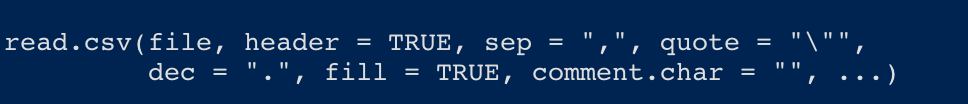 read.csv(file, header = TRUE, sep = ",", quote = "\"",
dec = ".", fill = TRUE, comment.char = "", ...)